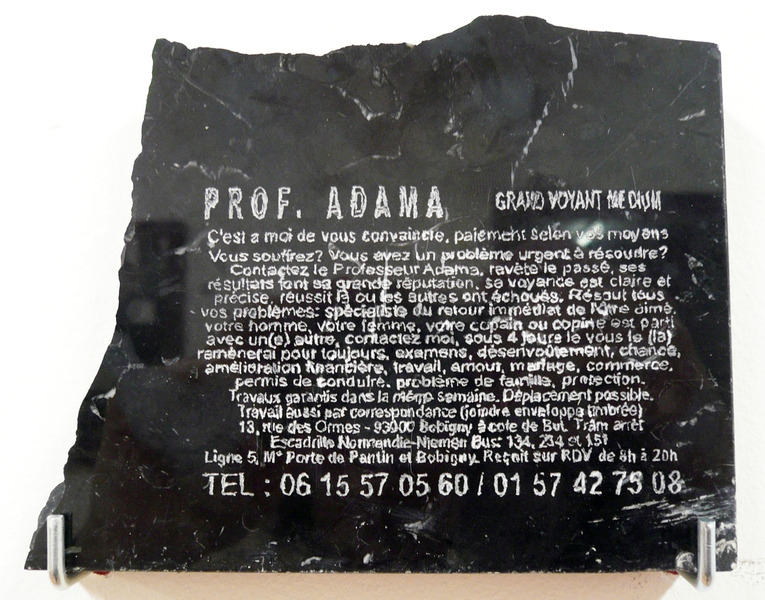 PROF. ADAMA GRAND VOYANT MEDIUM
C'est a moi de vous convaincre, paiement selon vos moyens
Vous souffrez? Vous avez un problème urgent à résoudre?
Contactez le Professeur Adama, revèle le passé, ses
résultats font sa grande réputation, sa voyance est claire et
précise, réussit là ou les autres ont échoués. Résout tous
vos problèmes: spécialiste du retour immédiat de l'être aimé,
votre homme, votre femme, votre copain ou copine est parti
avec un(e) autre, contactez moi, sous 4 jours je vous le (la)
ramènerai pour toujours, examens, désenvoûtement, chance,
amélioration financière, travail, amour, mariage, commerce,
permis de conduire, problème de famille, protection.
Travaux garantis dans la même semaine. Déplacement possible.
Travail aussi par correspondance (joindre enveloppe timbrée)
13, rue des Ormes - 93000 Bobigny à cote de But. Tram arrêt
Escadrille Normandie-Niemen Bus: 134, 234 et 151
Ligne 5, M° Porte de Pantin et Bobigny. Reçoit sur RDV de 8h à 20h
TEL : 06 15 57 05 60 / 01 57 42 79 08